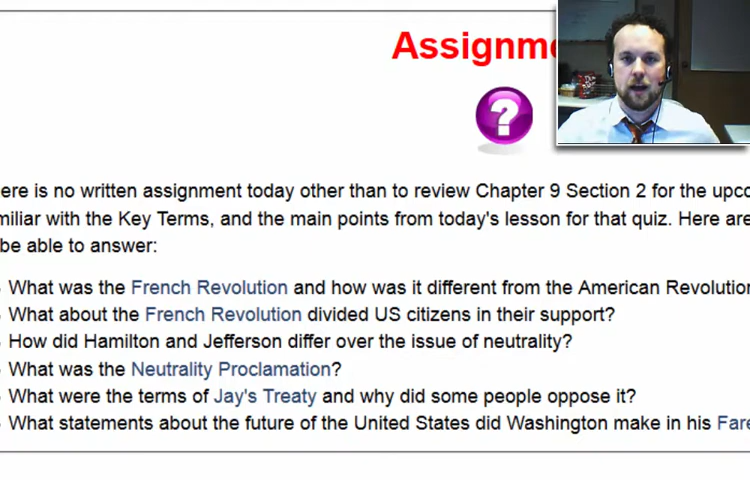 Assignm
?
ere is no written assignment today other than to review Chapter 9 Section 2 for the upco
miliar with the Key Terms, and the main points from today's lesson for that quiz. Here are
be able to answer:
What was the French Revolution and how was it different from the American Revolution
What about the French Revolution divided US citizens in their support?
How did Hamilton and Jefferson differ over the issue of neutrality?
What was the Neutrality Proclamation?
What were the terms of Jay's Treaty and why did some people oppose it?
What statements about the future of the United States did Washington make in his Fare